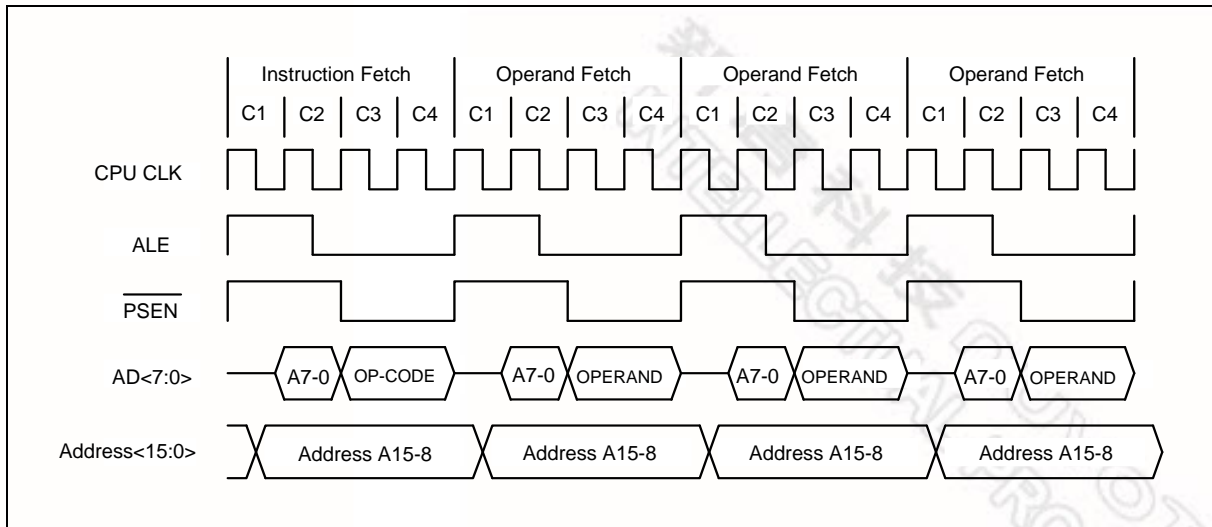 Instruction Fetch Operand Fetch Operand Fetch Operand Fetch
C1 C2 C3 C4 C1 C2 C3 C4 C1 C2 C3 C4 C1 C2 C3 C4
CPU CLK
ALE
PSEN
AD<7:0> A7-0 OP-CODE A7-0 OPERAND A7-0 OPERAND A7-0 OPERAND
Address<15:0> Address A15-8 Address A15-8 Address A15-8 Address A15-8
科技
INTELLECTUAL